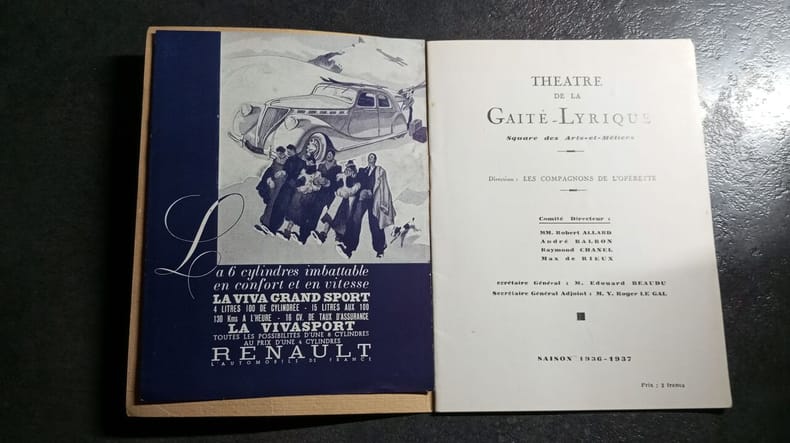 La 6 cylindres imbattable
en confort et en vitesse
LA VIVA GRAND SPORT
4 LITRES 100 DE CYLINDRÉE - 15 LITRES AUX 100
130 Kms A L'HEURE - 16 CV. DE TAUX D'ASSURANCE
LA VIVASPORT
TOUTES LES POSSIBILITÉS D'UNE 8 CYLINDRES
AU PRIX D'UNE 4 CYLINDRES
RENAULT
L'AUTOMOBILE DE FRANCE
THEATRE
DE LA
GAITÉ-LYRIQUE
Square des Arts-et-Métiers
Direction : LES COMPAGNONS DE L'OPÉRETTE
Comité Directeur :
MM. Robert ALLARD
André BALBON
Raymond CHANEL
Max de RIEUX
ecrétaire Général : M. Edouard BEAUDU
Secrétaire Général Adjoint : M. Y. Roger LE GAL
SAISON 1936-1937
Prix : 2 francs